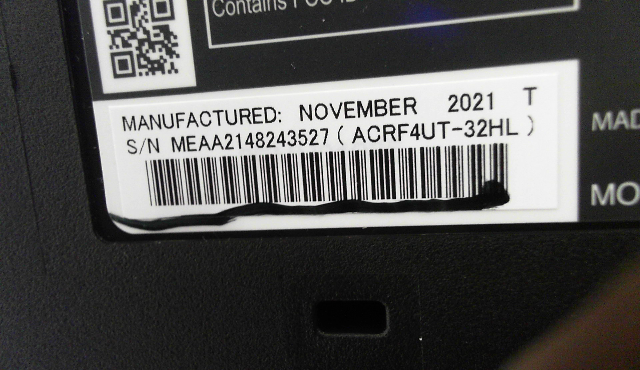 Contains FCC ID
MANUFACTURED: NOVEMBER 2021 T
S/N MEAA2148243527 ( ACRF4UT-32HL )
MAD
MO